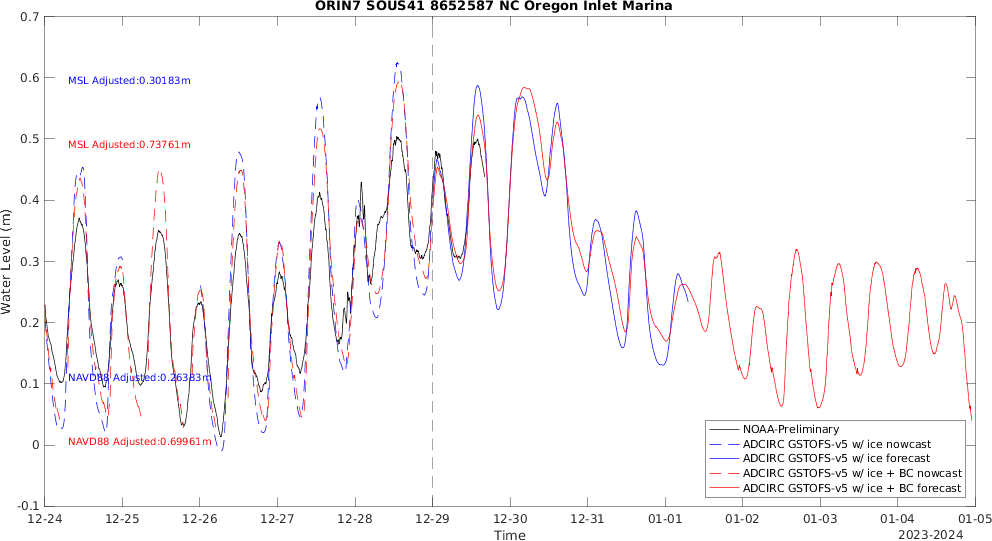 ORIN7 SOUS41 8652587 NC Oregon Inlet Marina
0.7
0.6
0.5
0.4
0.3
0.2
0.1
0
-0.1
Water Level (m)
MSL Adjusted:0.30183m
MSL Adjusted:0.73761m
NAVD88 Adjusted:0.26383m
NAVD88 Adjusted:0.69961m
NOAA-Preliminary
ADCIRC GSTOFS-v5 w/ ice nowcast
ADCIRC GSTOFS-v5 w/ ice forecast
ADCIRC GSTOFS-v5 w/ ice + BC nowcast
ADCIRC GSTOFS-v5 w/ ice + BC forecast
12-24 12-25 12-26 12-27 12-28 12-29 12-30 12-31 01-01 01-02 01-03 01-04 01-05
Time
2023-2024